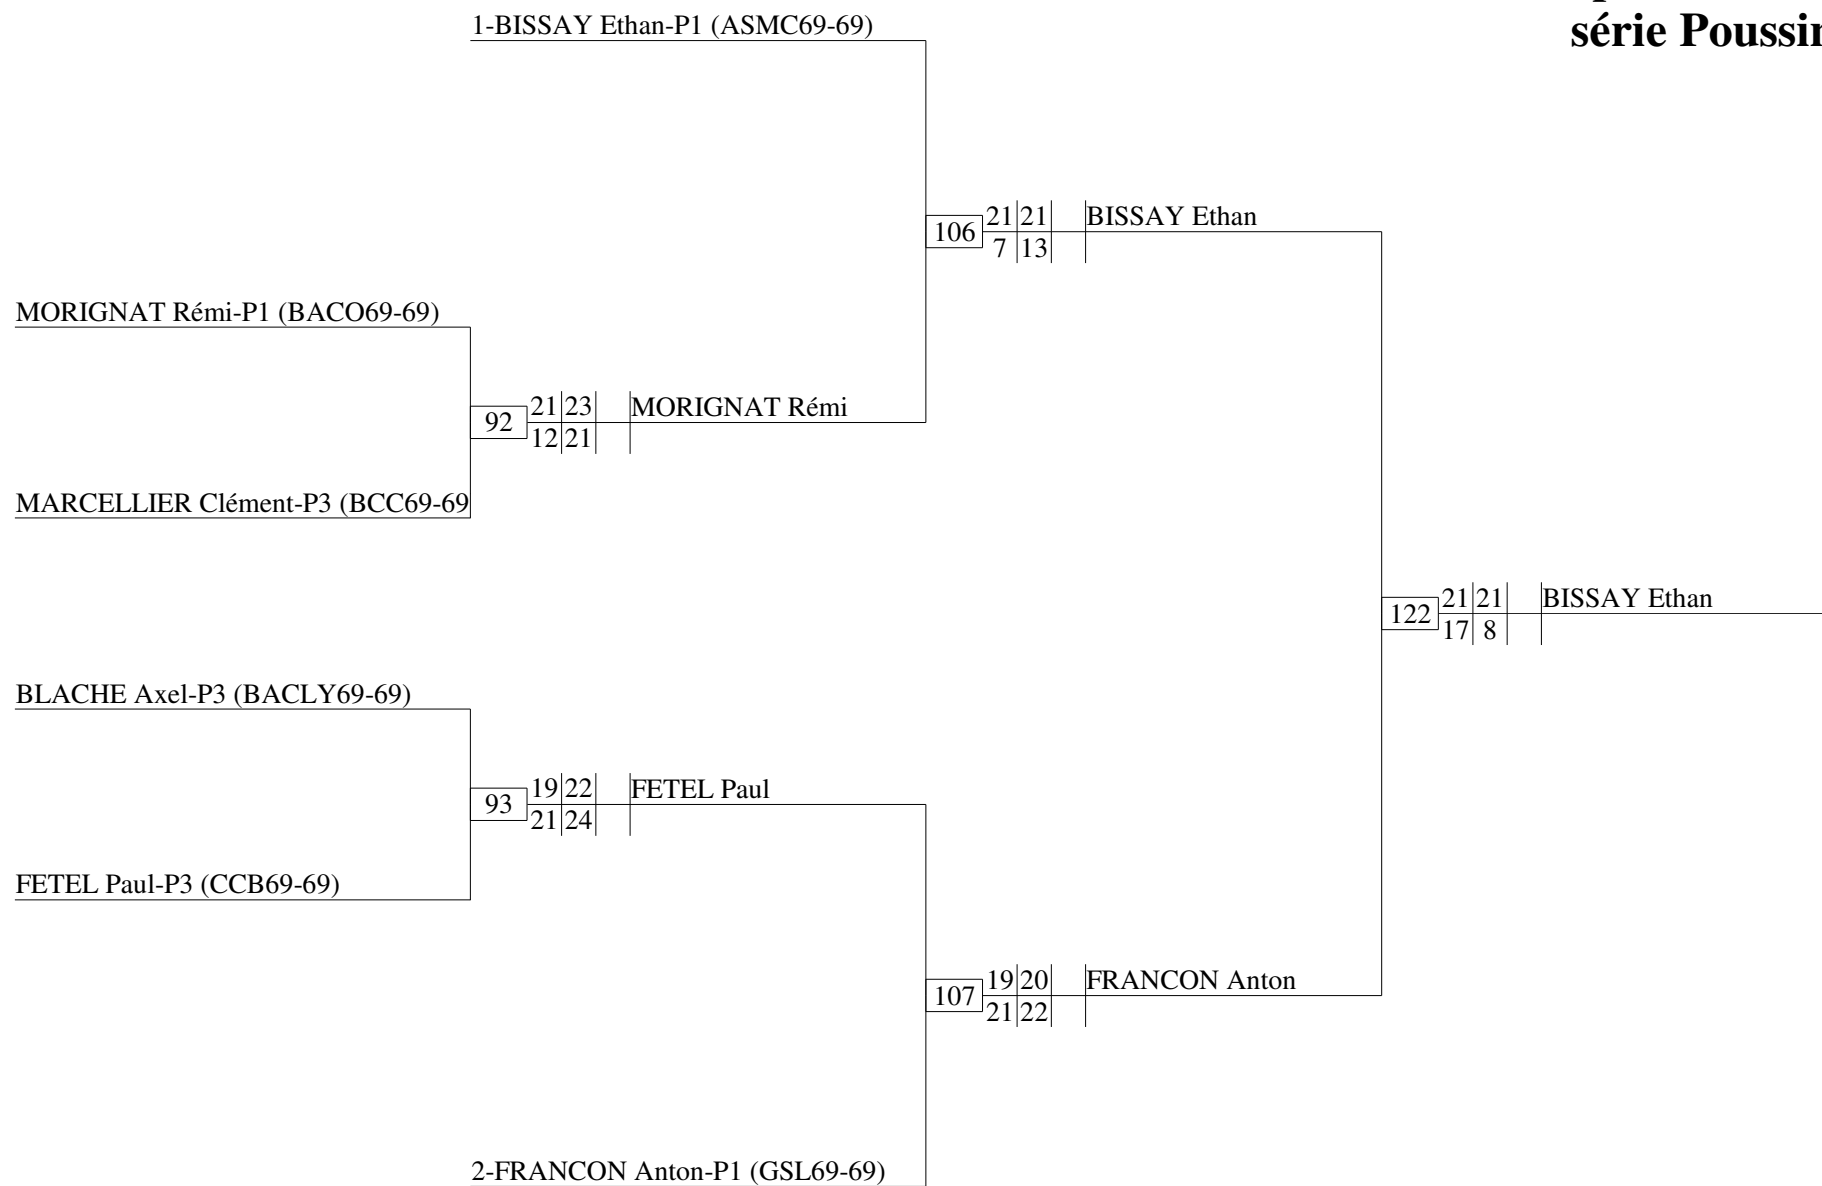 1-BISSAY Ethan-P1 (ASMC69-69)
série Poussin
21 21 BISSAY Ethan
106
7 13
MORIGNAT Rémi-P1 (BACO69-69)
21 23 MORIGNAT Rémi
92
12 21
MARCELLIER Clément-P3 (BCC69-69
21 21 BISSAY Ethan
122
17 8
BLACHE Axel-P3 (BACLY69-69)
19 22 FETEL Paul
93
21 24
FETEL Paul-P3 (CCB69-69)
19 20 FRANCON Anton
107
21 22
2-FRANCON Anton-P1 (GSL69-69)